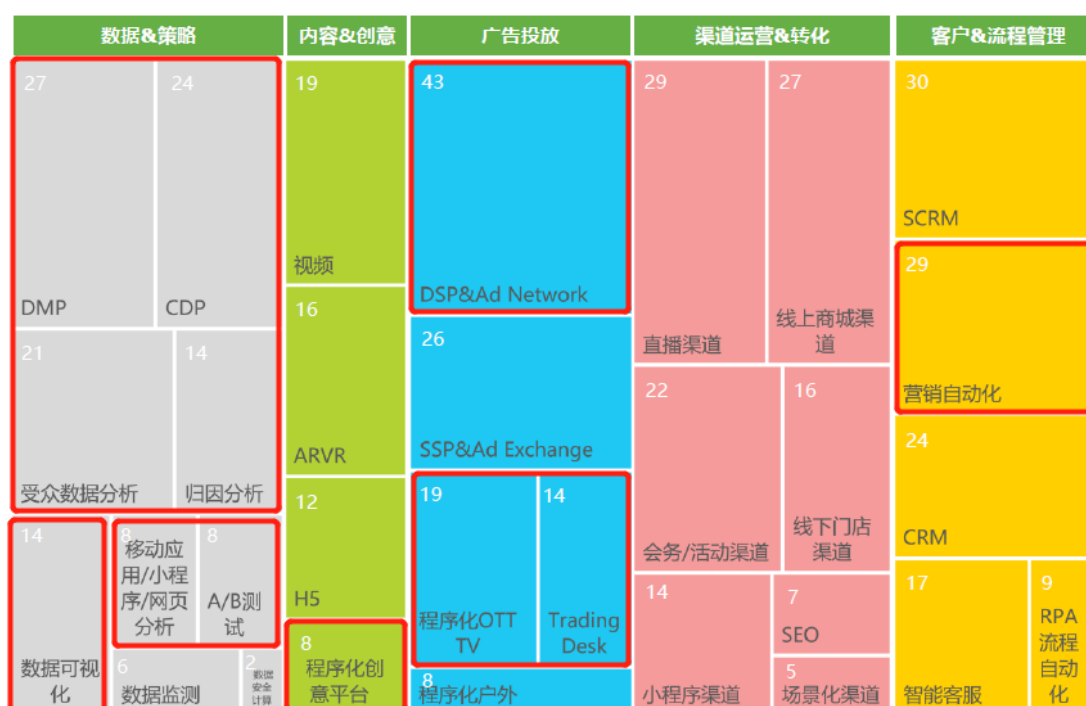 数据&策略
27
DMP
24
CDP
21
受众数据分析
14
归因分析
14
数据可视
化
8
移动应
用/小程
序/网页
分析
8
A/B测
试
6
数据监测
2
数据
安全
计算
内容&创意
19
视频
16
ARVR
12
H5
8
程序化创
意平台
广告投放
43
DSP&Ad Network
26
SSP&Ad Exchange
19
程序化OTT
TV
14
Trading
Desk
8
程序化户外
渠道运营&转化
29
直播渠道
27
线上商城渠
道
22
会务/活动渠道
16
线下门店
渠道
14
小程序渠道
7
SEO
5
场景化渠道
客户&流程管理
30
SCRM
29
营销自动化
24
CRM
17
智能客服
9
RPA
流程
自动
化